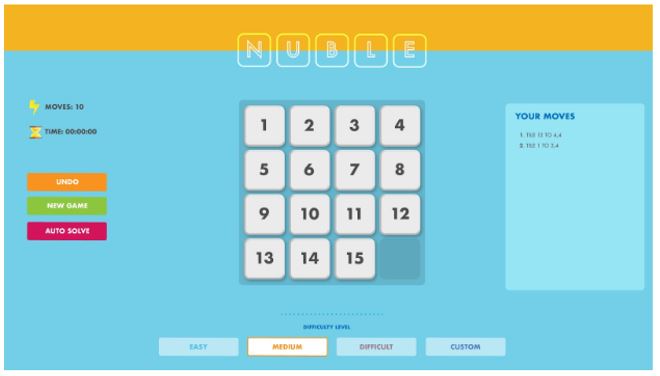 NUBLE
MOVES: 10
TIME: 00:00:00
UNDO
NEW GAME
AUTO SOLVE
1 2 3 4
5 6 7 8
9 10 11 12
13 14 15
YOUR MOVES
1. TILE 12 TO 4,4
2. TILE 1 TO 3,4
DIFFICULTY LEVEL
EASY MEDIUM DIFFICULT CUSTOM